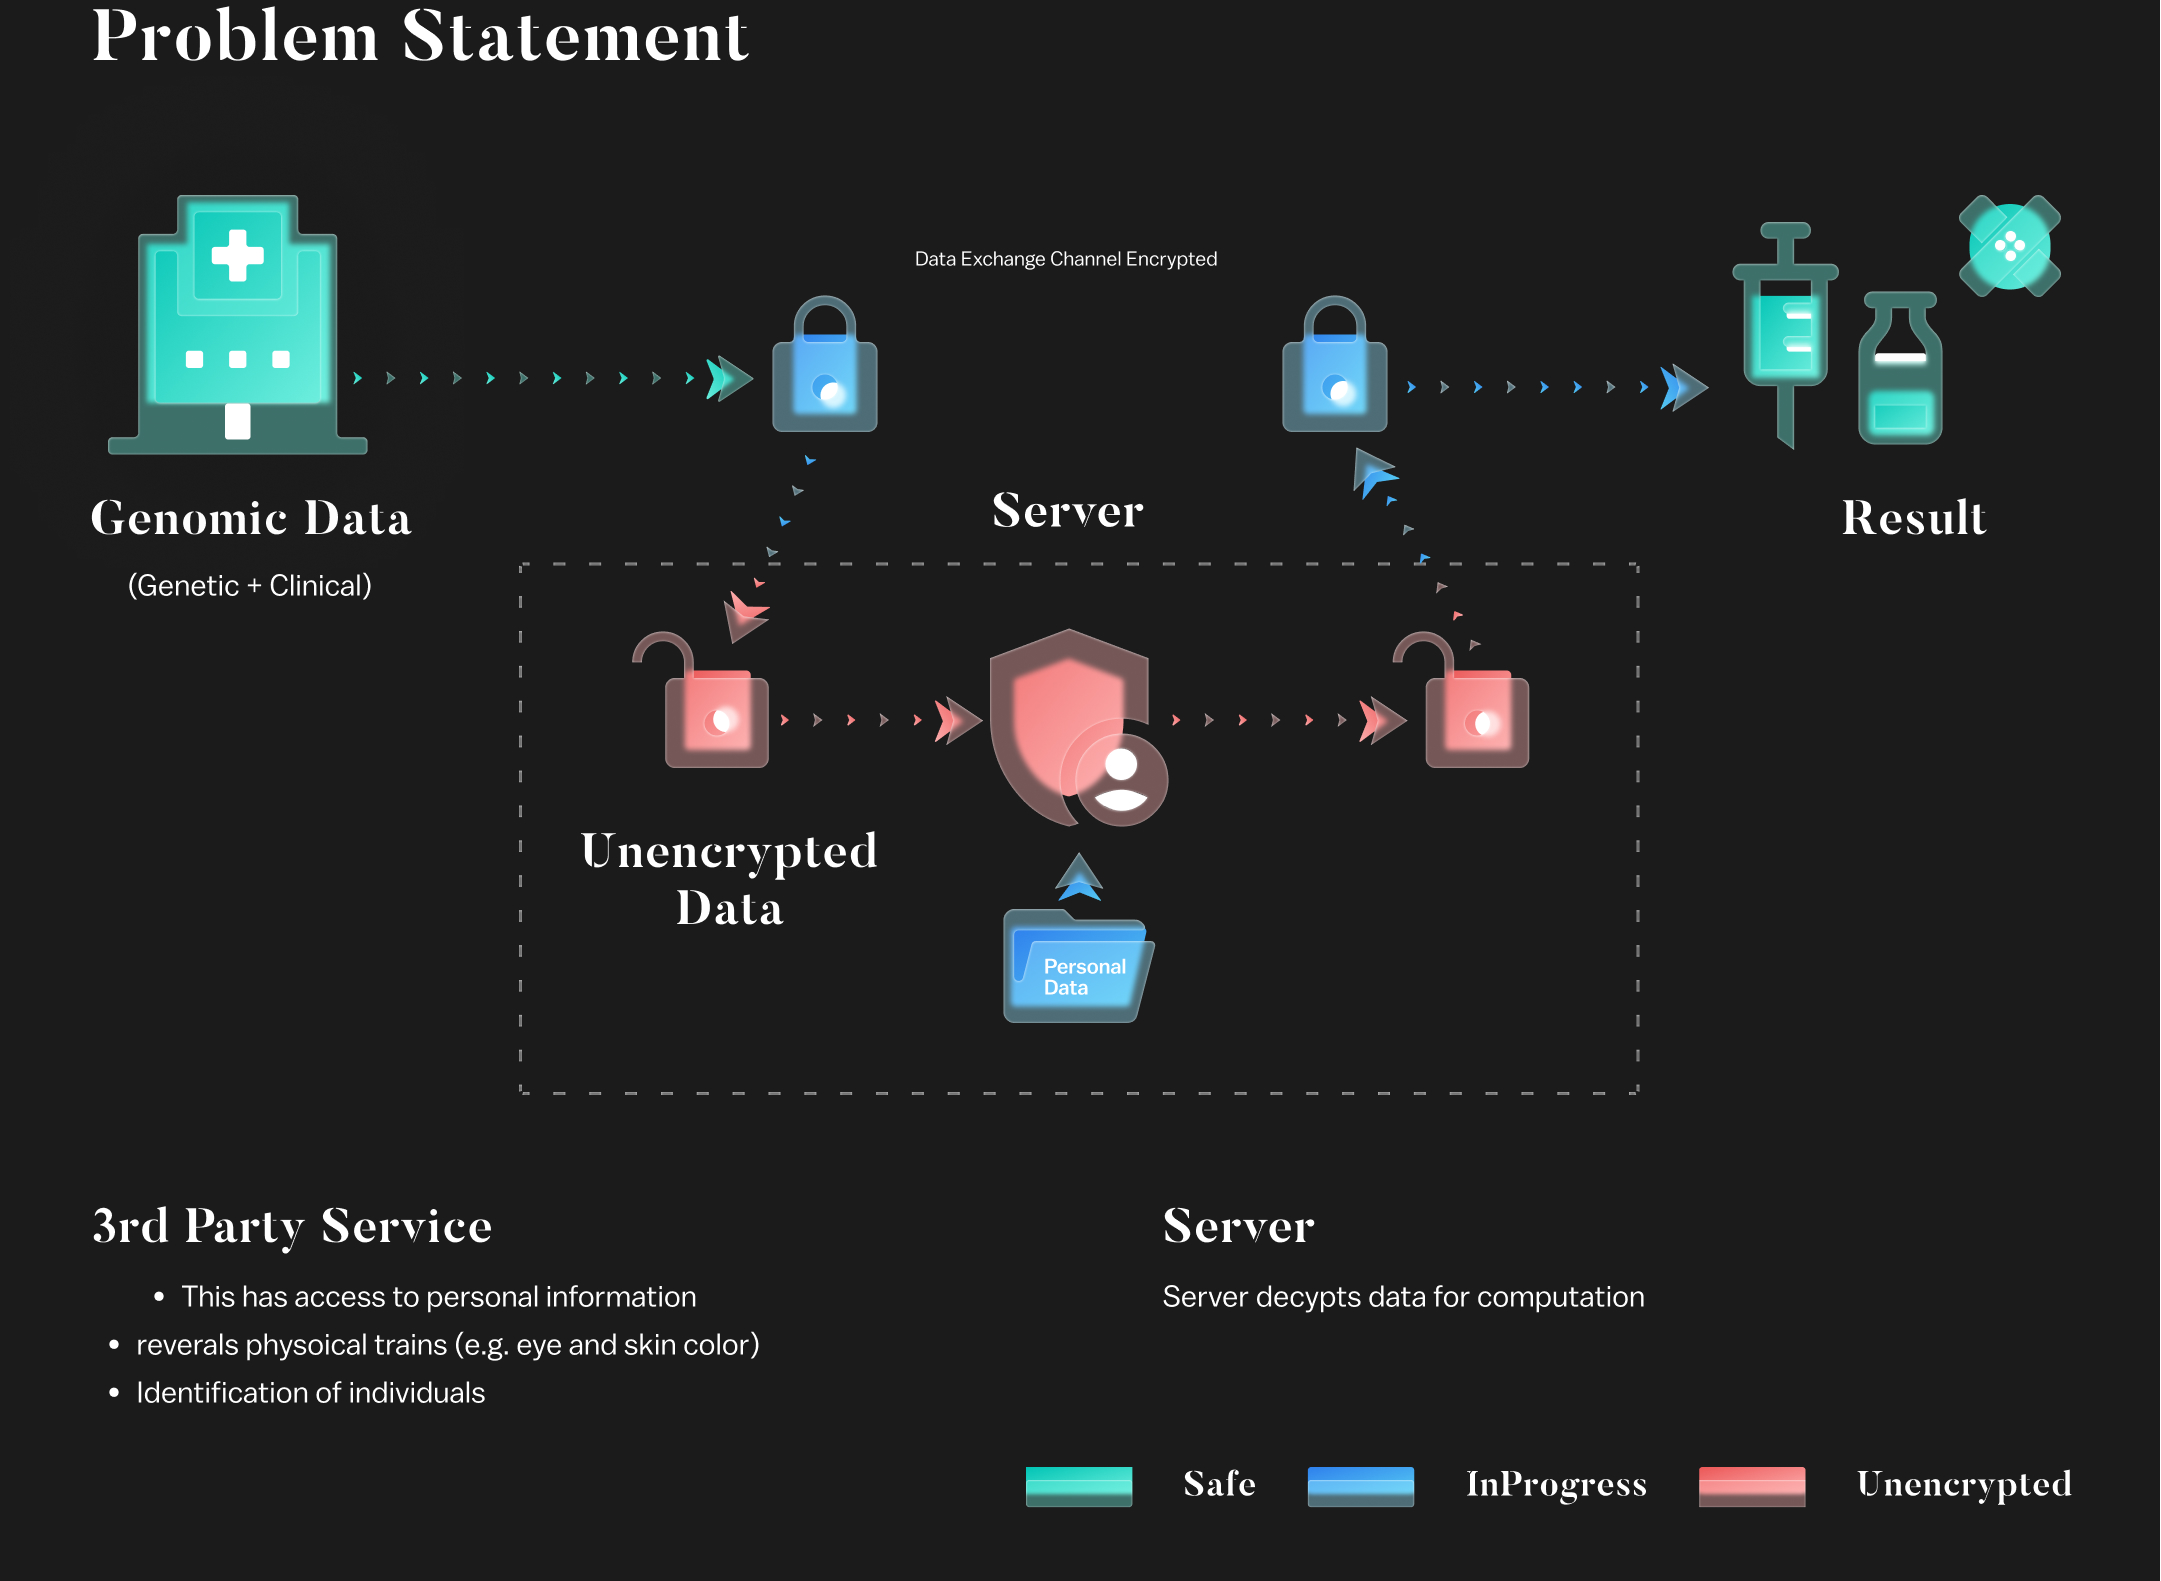 Problem Statement
Data Exchange Channel Encrypted
Genomic Data
(Genetic + Clinical)
Server
Result
Unencrypted
Data
Personal
Data
3rd Party Service
• This has access to personal information
• reverals physoical trains (e.g. eye and skin color)
• Identification of individuals
Server
Server decypts data for computation
Safe
InProgress
Unencrypted